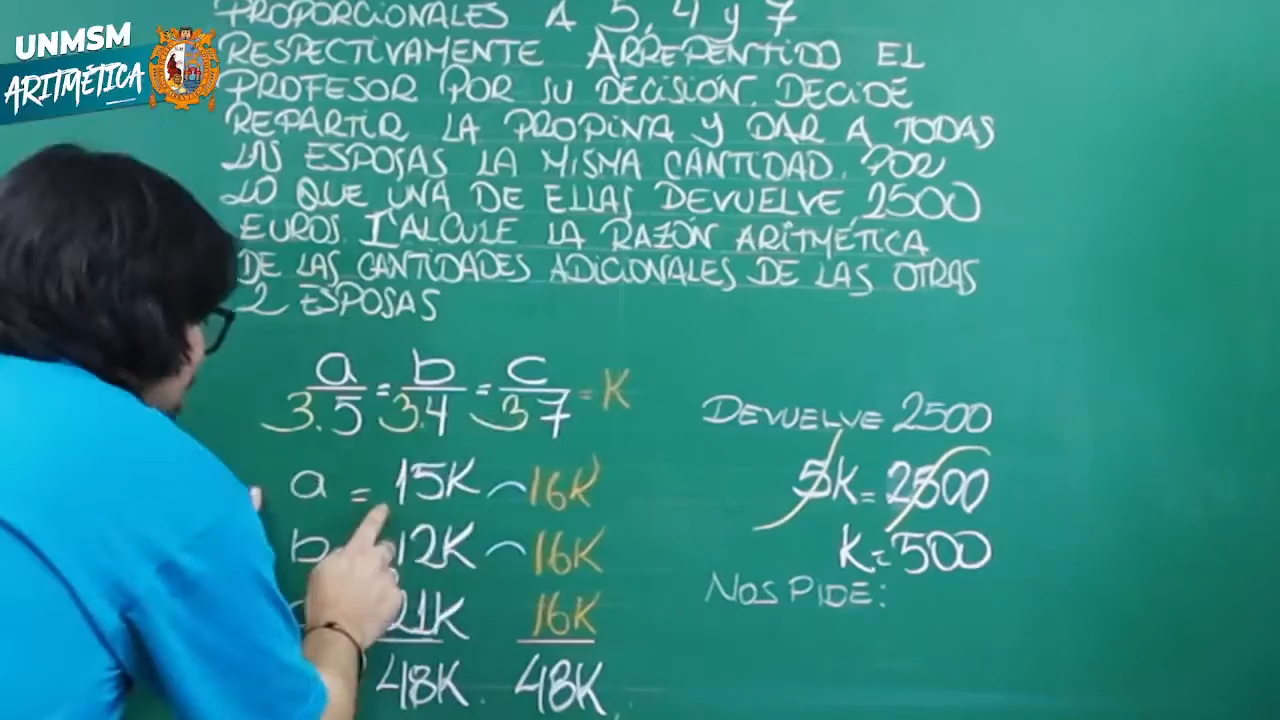 UNMSM
ARITMÉTICA
PROPORCIONALES A 5, 4 y 7
RESPECTIVAMENTE ARREPENTIDO EL
PROFESOR POR SU DECISIÓN, DECIDE
REPARTIR LA PROPINA Y DAR A TODAS
LAS ESPOSAS LA MISMA CANTIDAD, POR
LO QUE UNA DE ELLAS DEVUELVE 2500
EUROS. CALCULE LA RAZÓN ARITMÉTICA
DE LAS CANTIDADES ADICIONALES DE LAS OTRAS
2 ESPOSAS
a/3.5 = b/3.4 = c/3 7 = K
a = 15K 16K
b 12K 16K
21K 16K
48K 48K
DEVUELVE 2500
5K = 2500
K = 500
NOS PIDE: